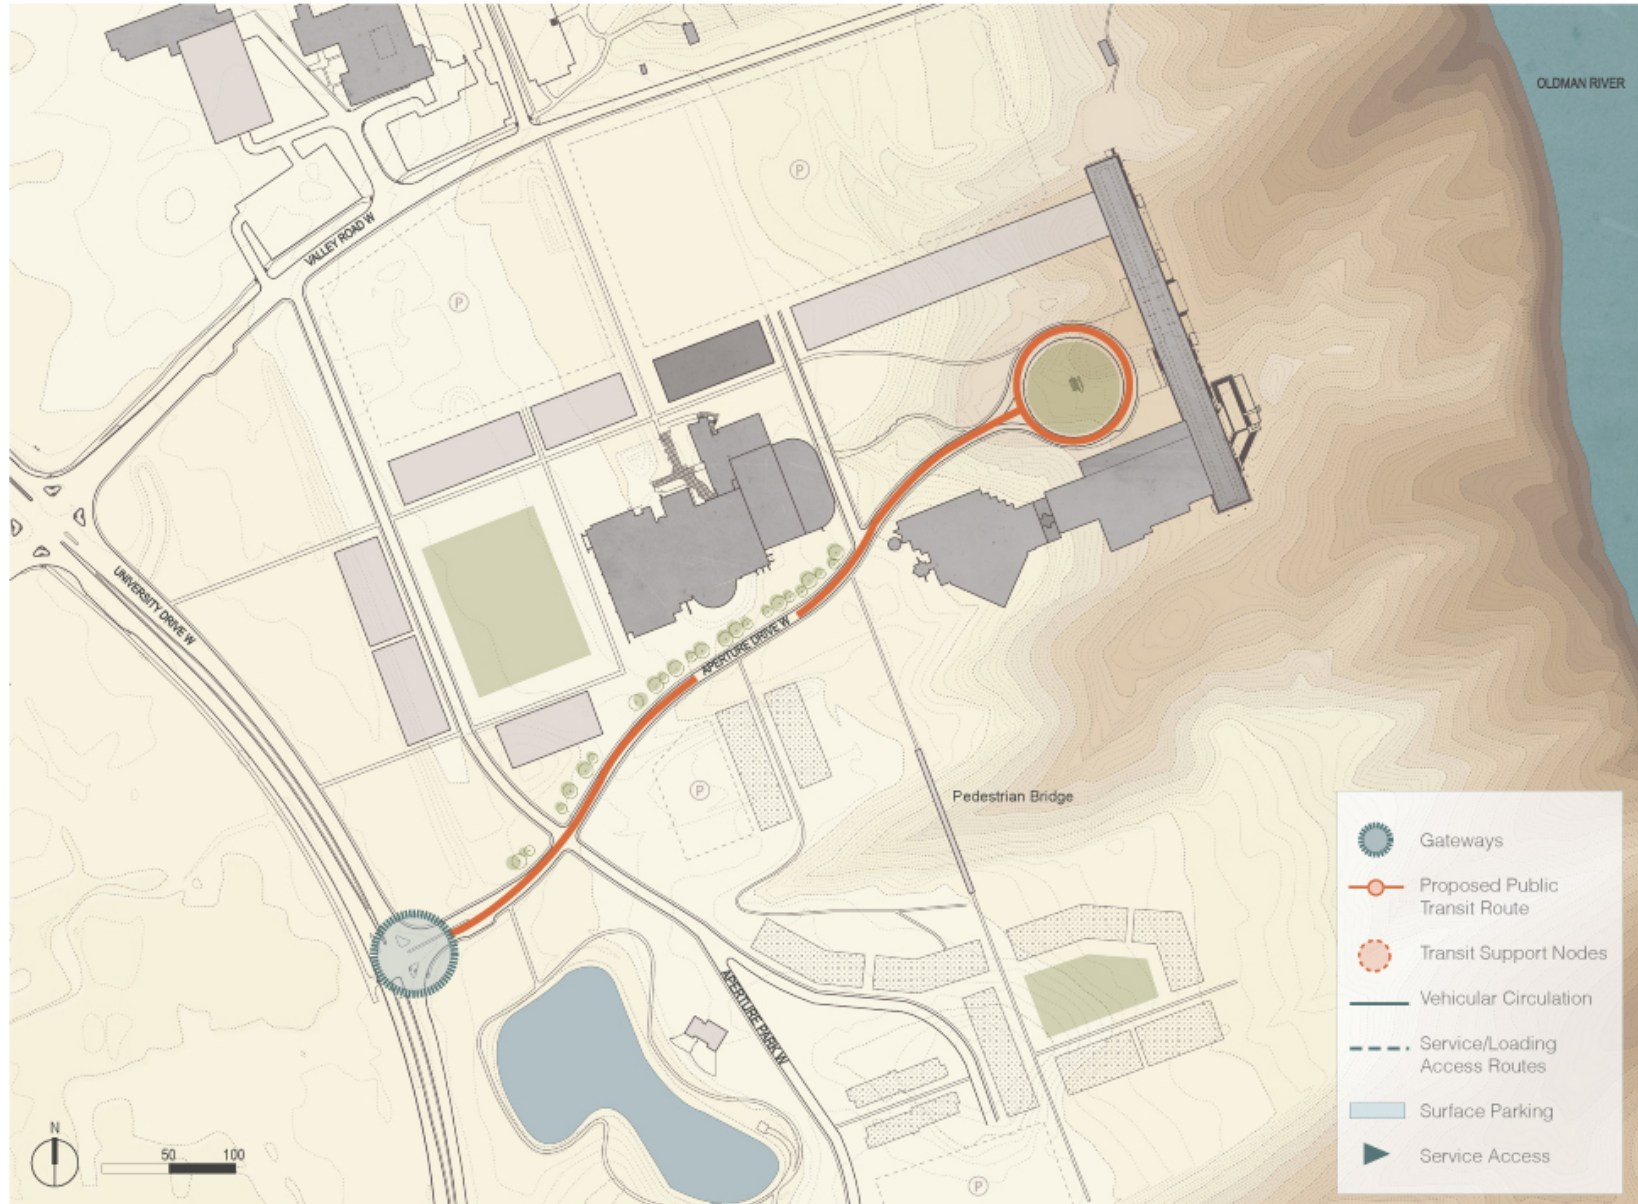 OLDMAN RIVER
P
VALLEY ROAD W
P
UNIVERSITY DRIVE W
APERTURE DRIVE W
P
Pedestrian Bridge
APERTURE PARK W
P
N
50 100
Gateways
Proposed Public
Transit Route
Transit Support Nodes
Vehicular Circulation
Service/Loading
Access Routes
Surface Parking
Service Access